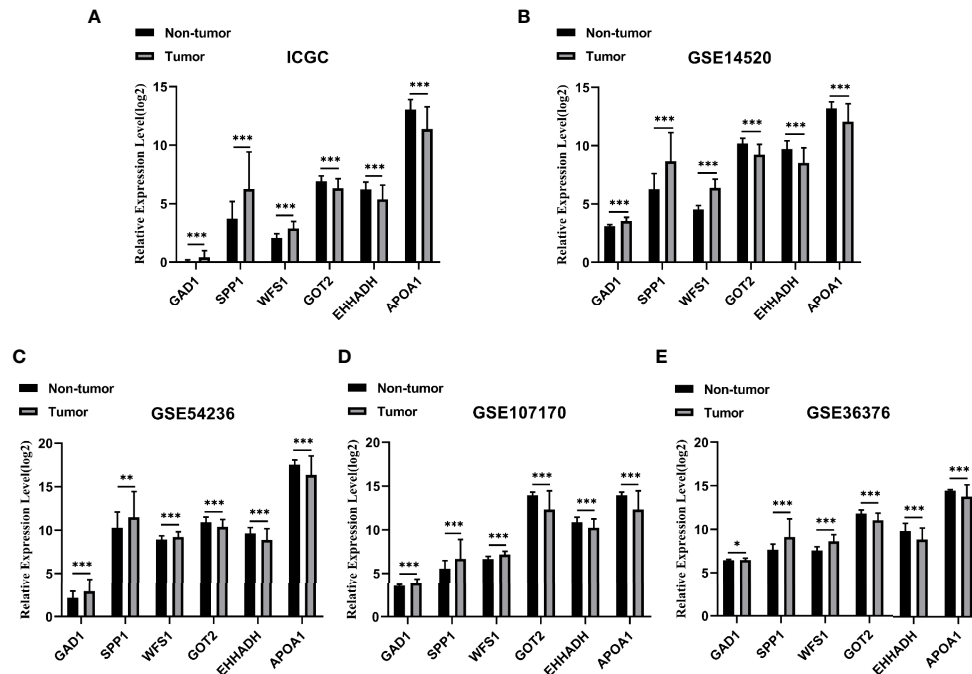 A
Non-tumor
Tumor
ICGC
Relative Expression Level(log2)
15
10
5
0
***
***
***
***
***
***
GAD1
SPP1
WFS1
GOT2
EHHADH
APOA1
B
Non-tumor
Tumor
GSE14520
Relative Expression Level(log2)
15
10
5
0
***
***
***
***
***
***
GAD1
SPP1
WFS1
GOT2
EHHADH
APOA1
C
Non-tumor
Tumor
GSE54236
Relative Expression Level(log2)
20
15
10
5
0
***
**
***
***
***
***
GAD1
SPP1
WFS1
GOT2
EHHADH
APOA1
D
Non-tumor
Tumor
GSE107170
Relative Expression Level(log2)
20
15
10
5
0
***
***
***
***
***
***
GAD1
SPP1
WFS1
GOT2
EHHADH
APOA1
E
Non-tumor
Tumor
GSE36376
Relative Expression Level(log2)
20
15
10
5
0
*
***
***
***
***
***
GAD1
SPP1
WFS1
GOT2
EHHADH
APOA1